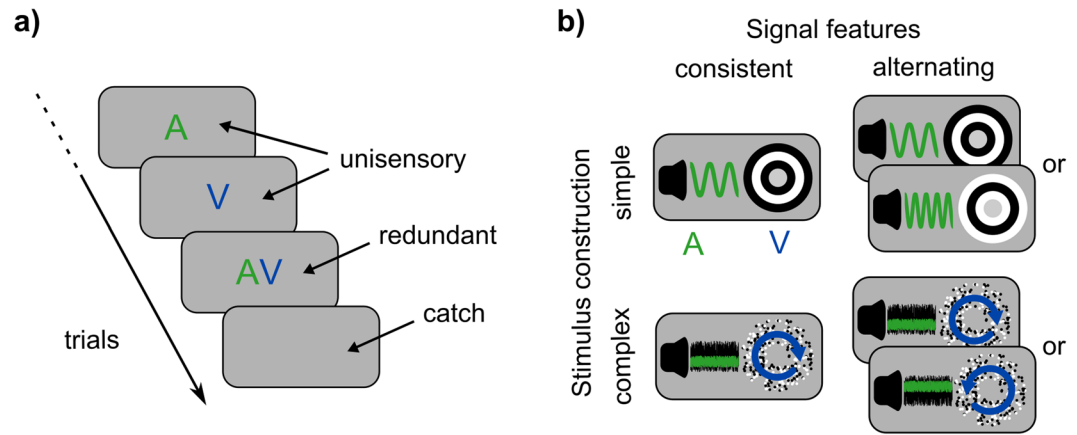 a)
A
unisensory
V
redundant
AV
catch
trials
b)
Signal features
consistent
alternating
Stimulus construction
simple
or
A
V
complex
or